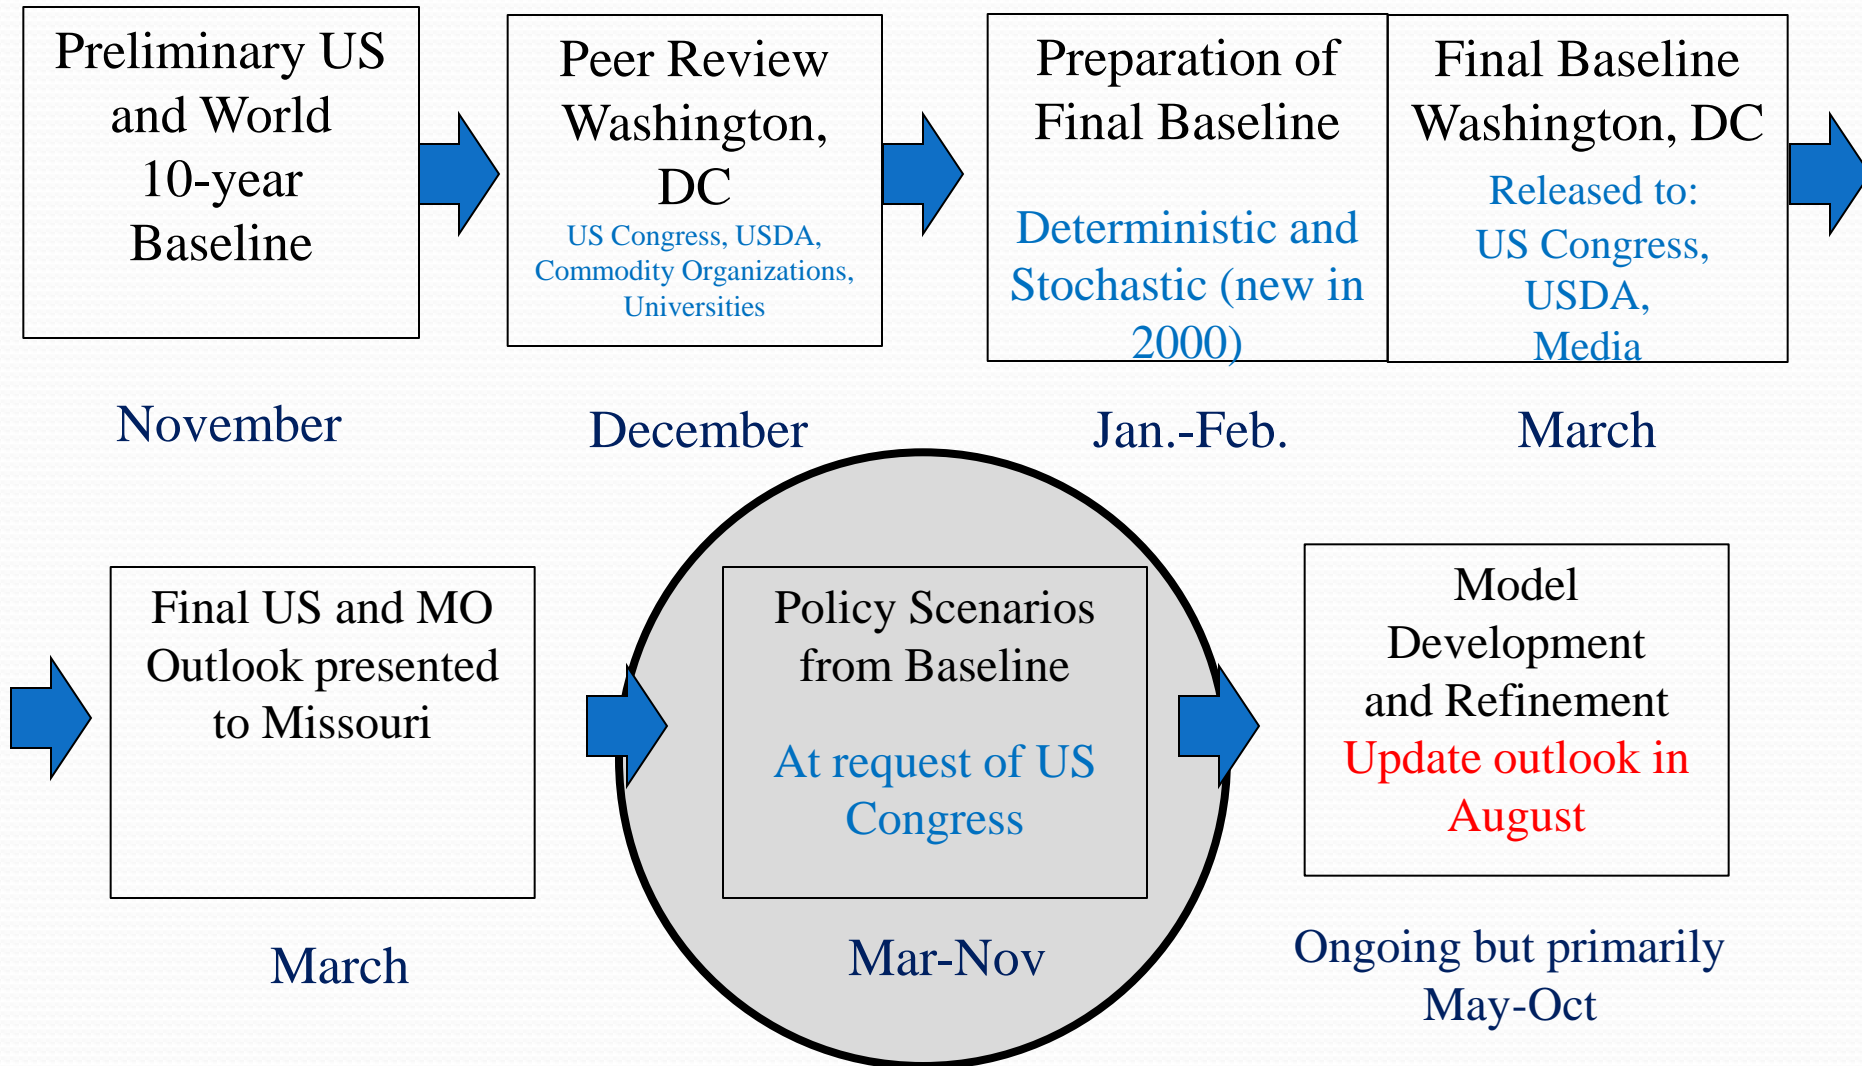 Preliminary US
and World
10-year
Baseline
Peer Review
Washington,
DC
US Congress, USDA,
Commodity Organizations,
Universities
Preparation of
Final Baseline
Deterministic and
Stochastic (new in
2000)
Final Baseline
Washington, DC
Released to:
US Congress,
USDA,
Media
November
December
Jan.-Feb.
March
Final US and MO
Outlook presented
to Missouri
Policy Scenarios
from Baseline
At request of US
Congress
Model
Development
and Refinement
Update outlook in
August
March
Mar-Nov
Ongoing but primarily
May-Oct